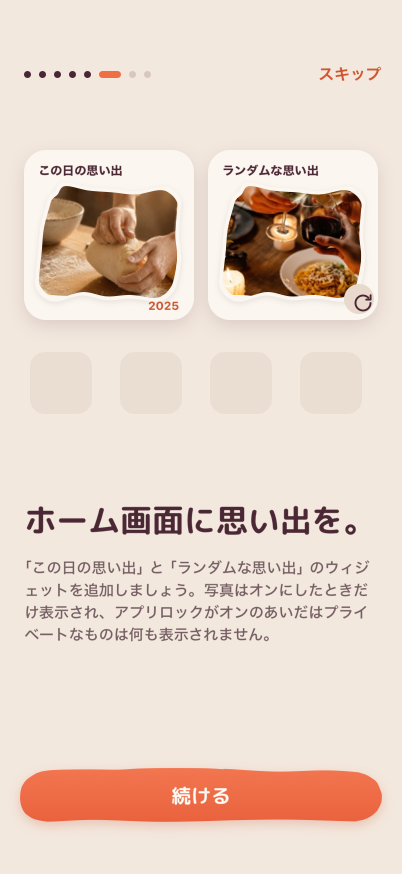 スキップ
この日の思い出
ランダムな思い出
2025
ホーム画面に思い出を。
「この日の思い出」と「ランダムな思い出」のウィジ
ェットを追加しましょう。写真はオンにしたときだ
け表示され、アプリロックがオンのあいだはプライ
ベートなものは何も表示されません。
続ける